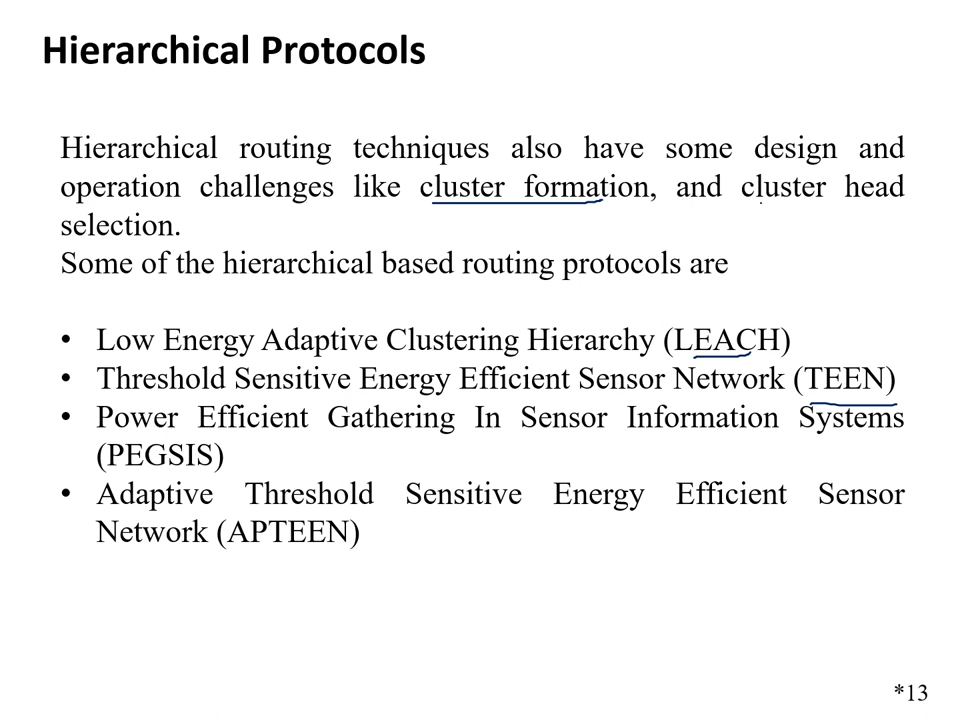 Hierarchical Protocols
Hierarchical routing techniques also have some design and
operation challenges like cluster formation, and cluster head
selection.
Some of the hierarchical based routing protocols are
• Low Energy Adaptive Clustering Hierarchy (LEACH)
• Threshold Sensitive Energy Efficient Sensor Network (TEEN)
• Power Efficient Gathering In Sensor Information Systems
(PEGSIS)
• Adaptive Threshold Sensitive Energy Efficient Sensor
Network (APTEEN)
*13